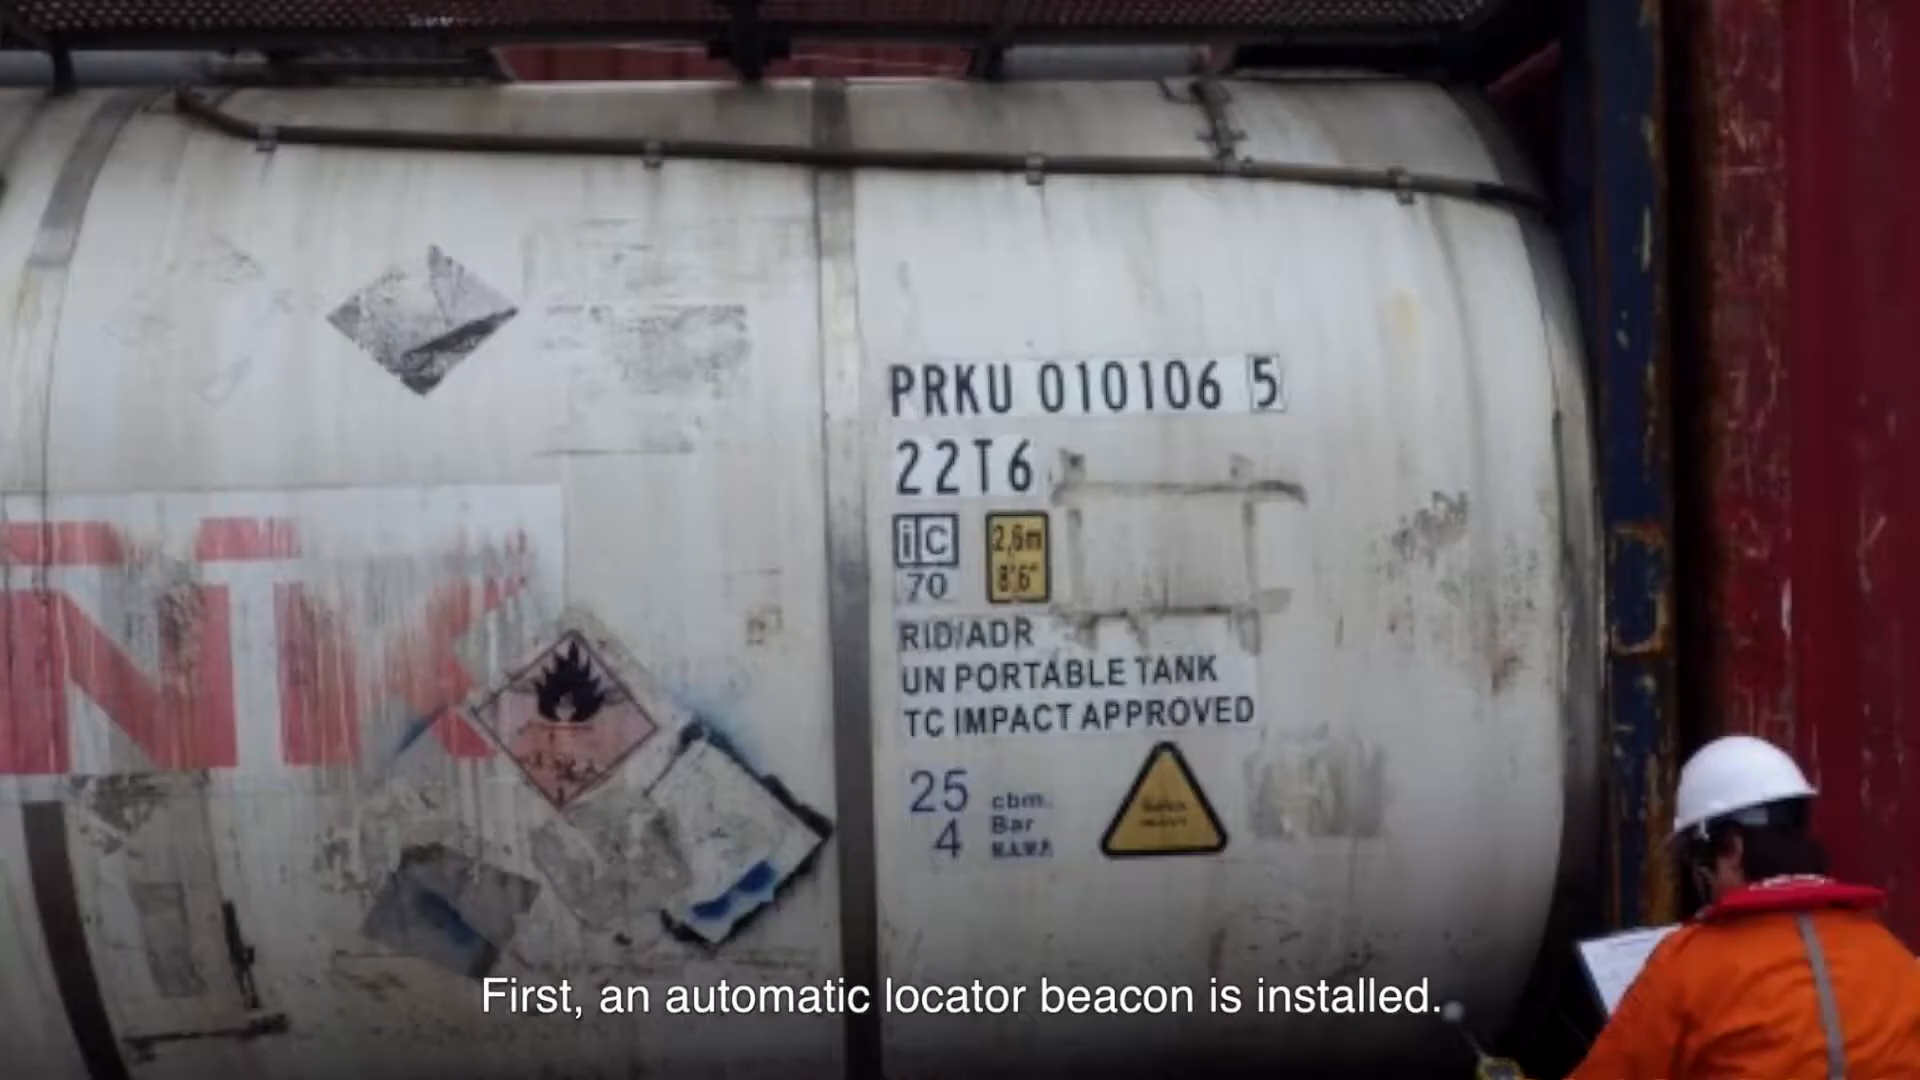 PRKU 010106 5
22T6
iC
70
2,6m
8'6"
RID/ADR
UN PORTABLE TANK
TC IMPACT APPROVED
25 cbm.
4 Bar
M.A.W.P.
NK
First, an automatic locator beacon is installed.